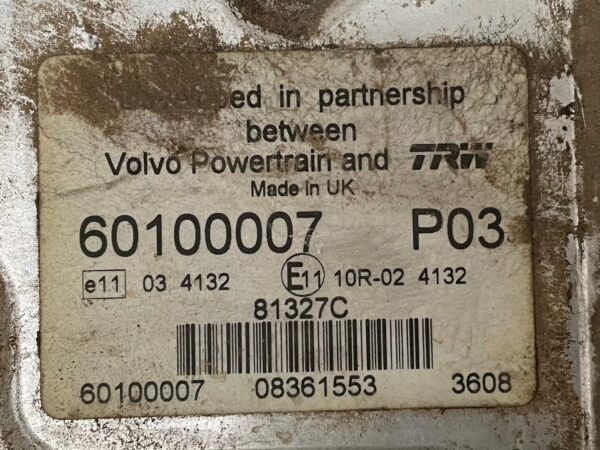 in partnership
between
Volvo Powertrain and TRW
Made in UK
60100007 P03
e11 03 4132 E11 10R-02 4132
81327C
60100007 08361553 3608